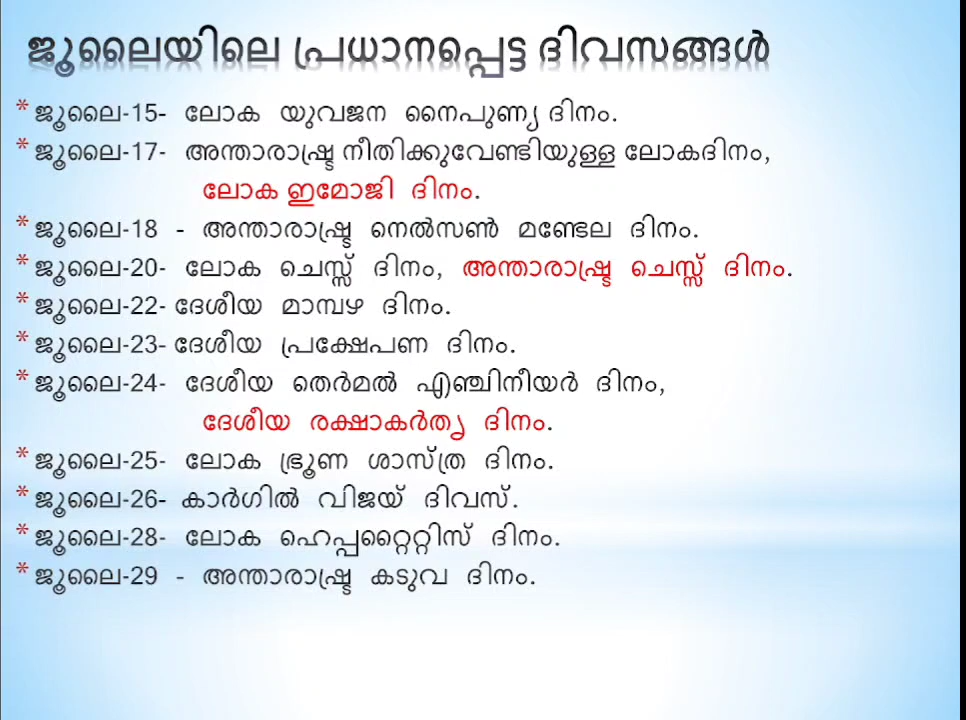 ജൂലൈയിലെ പ്രധാനപ്പെട്ട ദിവസങ്ങൾ
*ജൂലൈ-15- ലോക യുവജന നൈപുണ്യ ദിനം.
*ജൂലൈ-17- അന്താരാഷ്ട്ര നീതിക്കുവേണ്ടിയുള്ള ലോകദിനം,
ലോക ഇമോജി ദിനം.
*ജൂലൈ-18 - അന്താരാഷ്ട്ര നെൽസൺ മണ്ടേല ദിനം.
*ജൂലൈ-20- ലോക ചെസ്സ് ദിനം, അന്താരാഷ്ട്ര ചെസ്സ് ദിനം.
*ജൂലൈ-22- ദേശീയ മാമ്പഴ ദിനം.
*ജൂലൈ-23- ദേശീയ പ്രക്ഷേപണ ദിനം.
*ജൂലൈ-24- ദേശീയ തെർമൽ എഞ്ചിനീയർ ദിനം,
ദേശീയ രക്ഷാകർതൃ ദിനം.
*ജൂലൈ-25- ലോക ഭ്രൂണ ശാസ്ത്ര ദിനം.
*ജൂലൈ-26- കാർഗിൽ വിജയ് ദിവസ്.
*ജൂലൈ-28- ലോക ഹെപ്പറ്റൈറ്റിസ് ദിനം.
*ജൂലൈ-29 - അന്താരാഷ്ട്ര കടുവ ദിനം.